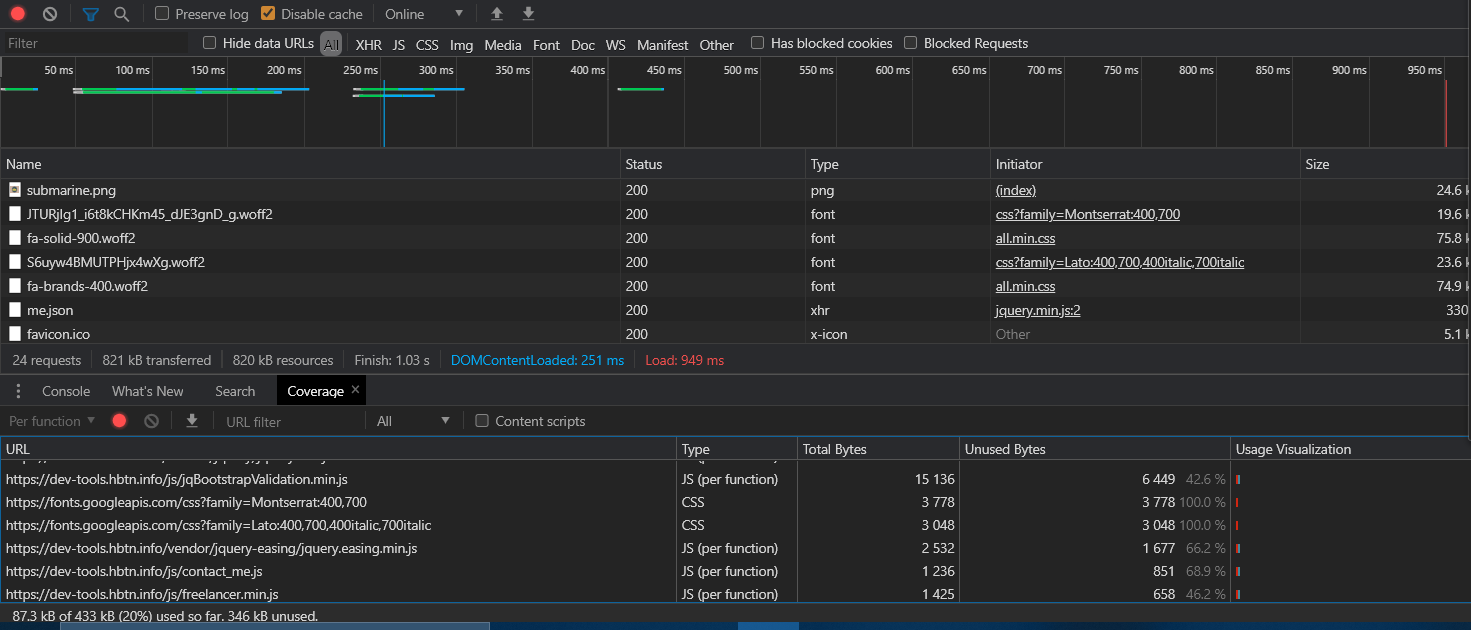 Preserve log Disable cache Online
Filter Hide data URLs All XHR JS CSS Img Media Font Doc WS Manifest Other Has blocked cookies Blocked Requests
50 ms 100 ms 150 ms 200 ms 250 ms 300 ms 350 ms 400 ms 450 ms 500 ms 550 ms 600 ms 650 ms 700 ms 750 ms 800 ms 850 ms 900 ms 950 ms
Name Status Type Initiator Size
submarine.png 200 png (index) 24.6 k
JTURjIg1_i6t8kCHKm45_dJE3gnD_g.woff2 200 font css?family=Montserrat:400,700 19.6 k
fa-solid-900.woff2 200 font all.min.css 75.8 k
S6uyw4BMUTPHjx4wXg.woff2 200 font css?family=Lato:400,700,400italic,700italic 23.6 k
fa-brands-400.woff2 200 font all.min.css 74.9 k
me.json 200 xhr jquery.min.js:2 330
favicon.ico 200 x-icon Other 5.1 k
24 requests 821 kB transferred 820 kB resources Finish: 1.03 s DOMContentLoaded: 251 ms Load: 949 ms
Console What's New Search Coverage ×
Per function All URL filter Content scripts
URL Type Total Bytes Unused Bytes Usage Visualization
https://dev-tools.hbtn.info/js/jqBootstrapValidation.min.js JS (per function) 15 136 6 449 42.6 %
https://fonts.googleapis.com/css?family=Montserrat:400,700 CSS 3 778 3 778 100.0 %
https://fonts.googleapis.com/css?family=Lato:400,700,400italic,700italic CSS 3 048 3 048 100.0 %
https://dev-tools.hbtn.info/vendor/jquery-easing/jquery.easing.min.js JS (per function) 2 532 1 677 66.2 %
https://dev-tools.hbtn.info/js/contact_me.js JS (per function) 1 236 851 68.9 %
https://dev-tools.hbtn.info/js/freelancer.min.js JS (per function) 1 425 658 46.2 %
87.3 kB of 433 kB (20%) used so far. 346 kB unused.